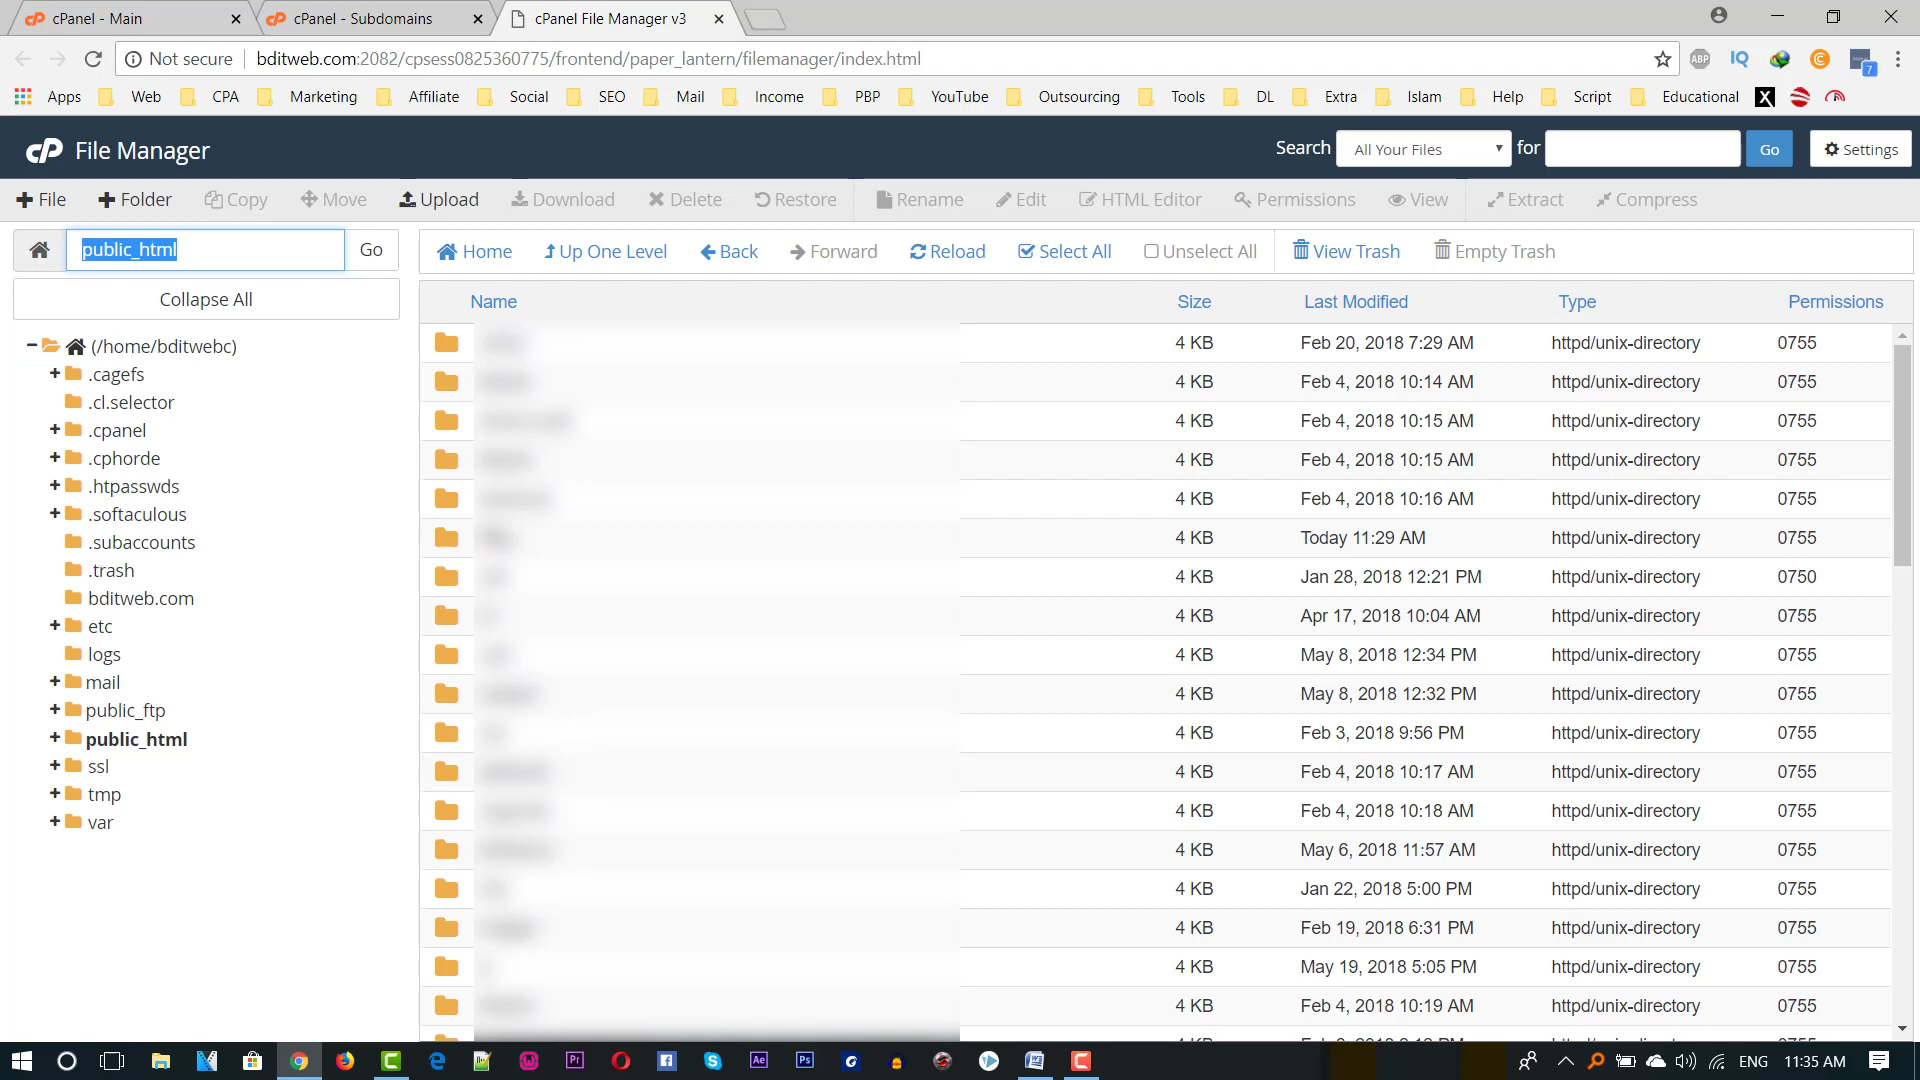 cPanel - Main
cPanel - Subdomains
cPanel File Manager v3
Not secure
bditweb.com:2082/cpsess0825360775/frontend/paper_lantern/filemanager/index.html
ABP
IQ
7
Apps Web CPA Marketing Affiliate Social SEO Mail Income PBP YouTube Outsourcing Tools DL Extra Islam Help Script Educational X
cP File Manager
Search All Your Files for Go Settings
File Folder Copy Move Upload Download Delete Restore Rename Edit HTML Editor Permissions View Extract Compress
public_html Go
Home Up One Level Back Forward Reload Select All Unselect All View Trash Empty Trash
Collapse All
(/home/bditwebc)
.cagefs
.cl.selector
.cpanel
.cphorde
.htpasswds
.softaculous
.subaccounts
.trash
bditweb.com
etc
logs
mail
public_ftp
public_html
ssl
tmp
var
Name Size Last Modified Type Permissions
4 KB Feb 20, 2018 7:29 AM httpd/unix-directory 0755
4 KB Feb 4, 2018 10:14 AM httpd/unix-directory 0755
4 KB Feb 4, 2018 10:15 AM httpd/unix-directory 0755
4 KB Feb 4, 2018 10:15 AM httpd/unix-directory 0755
4 KB Feb 4, 2018 10:16 AM httpd/unix-directory 0755
4 KB Today 11:29 AM httpd/unix-directory 0755
4 KB Jan 28, 2018 12:21 PM httpd/unix-directory 0750
4 KB Apr 17, 2018 10:04 AM httpd/unix-directory 0755
4 KB May 8, 2018 12:34 PM httpd/unix-directory 0755
4 KB May 8, 2018 12:32 PM httpd/unix-directory 0755
4 KB Feb 3, 2018 9:56 PM httpd/unix-directory 0755
4 KB Feb 4, 2018 10:17 AM httpd/unix-directory 0755
4 KB Feb 4, 2018 10:18 AM httpd/unix-directory 0755
4 KB May 6, 2018 11:57 AM httpd/unix-directory 0755
4 KB Jan 22, 2018 5:00 PM httpd/unix-directory 0755
4 KB Feb 19, 2018 6:31 PM httpd/unix-directory 0755
4 KB May 19, 2018 5:05 PM httpd/unix-directory 0755
4 KB Feb 4, 2018 10:19 AM httpd/unix-directory 0755
Pr Ae Ps
ENG 11:35 AM